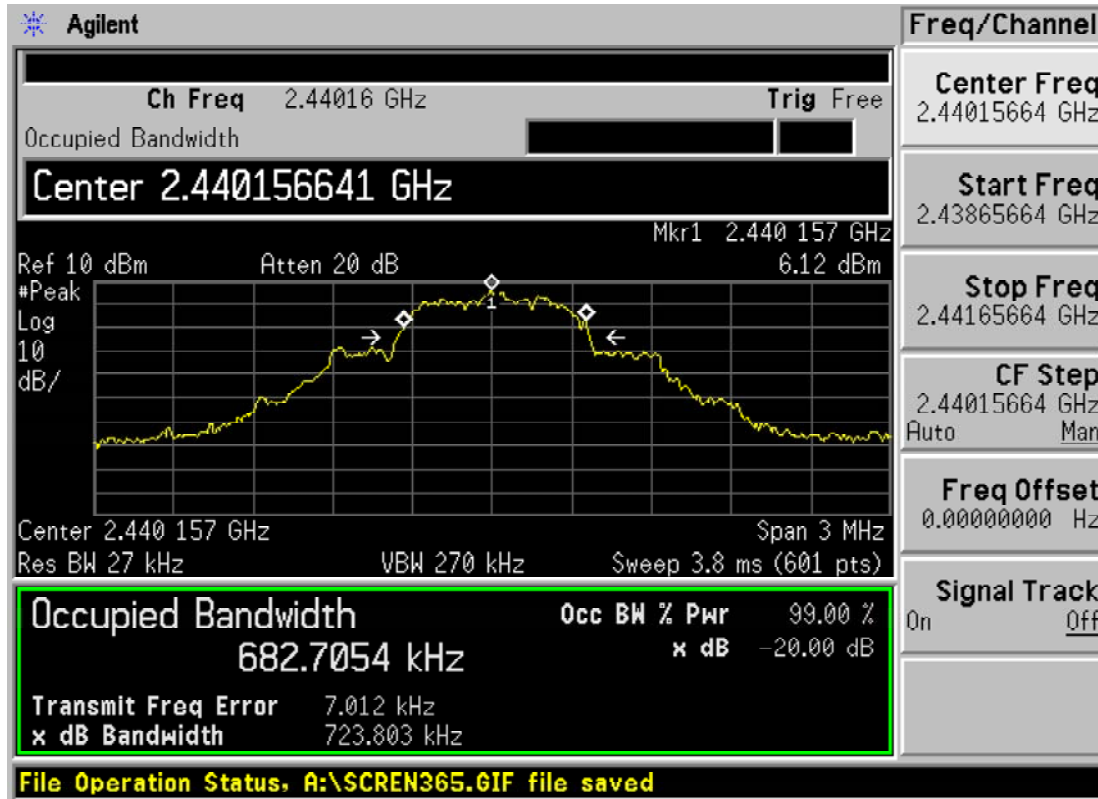 Agilent
Ch Freq 2.44016 GHz Trig Free
Occupied Bandwidth
Center 2.440156641 GHz
Mkr1 2.440 157 GHz
Ref 10 dBm Atten 20 dB 6.12 dBm
#Peak
Log
10
dB/
1
Center 2.440 157 GHz Span 3 MHz
Res BW 27 kHz VBW 270 kHz Sweep 3.8 ms (601 pts)
Occupied Bandwidth
682.7054 kHz
Occ BW % Pwr 99.00 %
x dB -20.00 dB
Transmit Freq Error 7.012 kHz
x dB Bandwidth 723.803 kHz
File Operation Status, A:\SCREN365.GIF file saved
Freq/Channel
Center Freq
2.44015664 GHz
Start Freq
2.43865664 GHz
Stop Freq
2.44165664 GHz
CF Step
2.44015664 GHz
Auto Man
Freq Offset
0.00000000 Hz
Signal Track
On Off